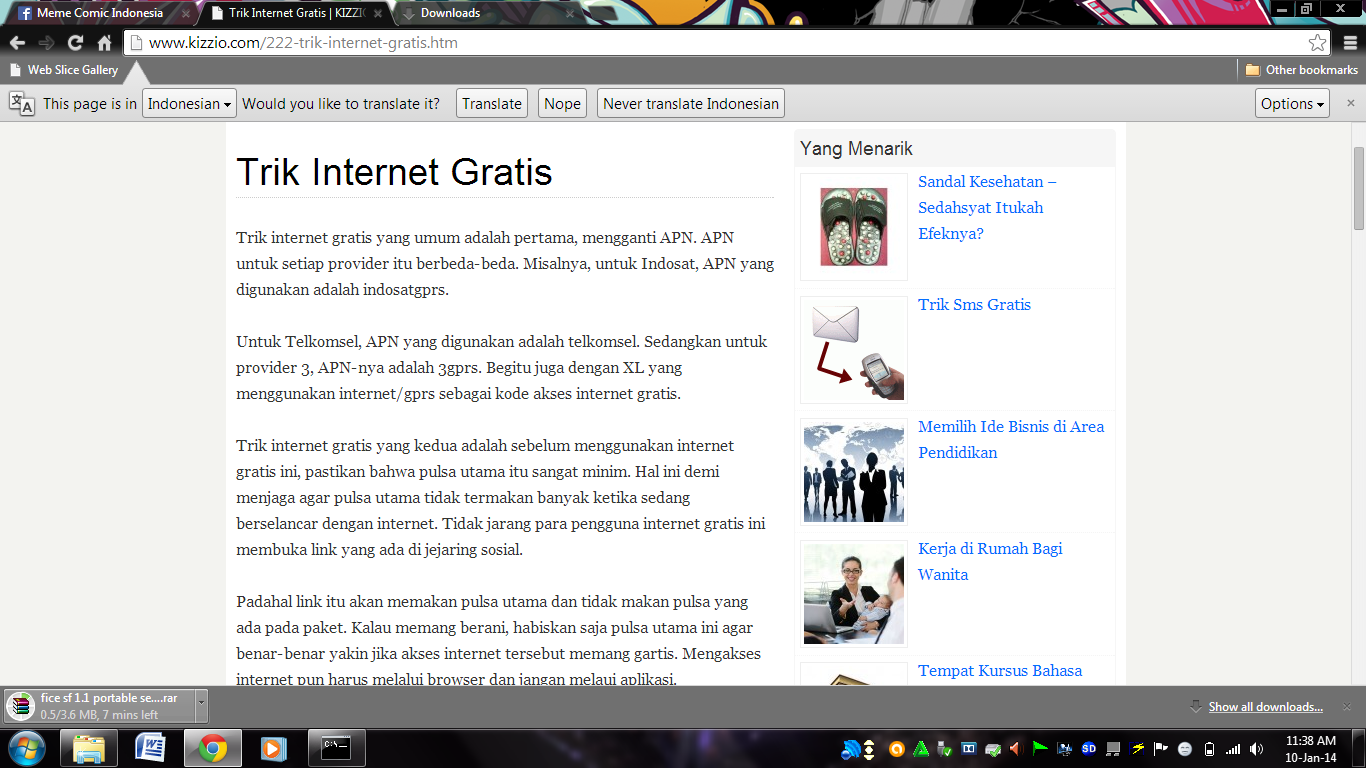 Meme Comic Indonesia
Trik Internet Gratis | KIZZIO
Downloads
www.kizzio.com/222-trik-internet-gratis.htm
Web Slice Gallery
Other bookmarks
This page is in Indonesian Would you like to translate it? Translate Nope Never translate Indonesian Options
Trik Internet Gratis
Trik internet gratis yang umum adalah pertama, mengganti APN. APN
untuk setiap provider itu berbeda-beda. Misalnya, untuk Indosat, APN yang
digunakan adalah indosatgprs.
Untuk Telkomsel, APN yang digunakan adalah telkomsel. Sedangkan untuk
provider 3, APN-nya adalah 3gprs. Begitu juga dengan XL yang
menggunakan internet/gprs sebagai kode akses internet gratis.
Trik internet gratis yang kedua adalah sebelum menggunakan internet
gratis ini, pastikan bahwa pulsa utama itu sangat minim. Hal ini demi
menjaga agar pulsa utama tidak termakan banyak ketika sedang
berselancar dengan internet. Tidak jarang para pengguna internet gratis ini
membuka link yang ada di jejaring sosial.
Padahal link itu akan memakan pulsa utama dan tidak makan pulsa yang
ada pada paket. Kalau memang berani, habiskan saja pulsa utama ini agar
benar-benar yakin jika akses internet tersebut memang gartis. Mengakses
internet pun harus melalui browser dan jangan melaui aplikasi.
Yang Menarik
Sandal Kesehatan –
Sedahsyat Itukah
Efeknya?
Trik Sms Gratis
Memilih Ide Bisnis di Area
Pendidikan
Kerja di Rumah Bagi
Wanita
Tempat Kursus Bahasa
fice sf 1.1 portable se....rar
0.5/3.6 MB, 7 mins left
Show all downloads...
C:\
SD
11:38 AM
10-Jan-14